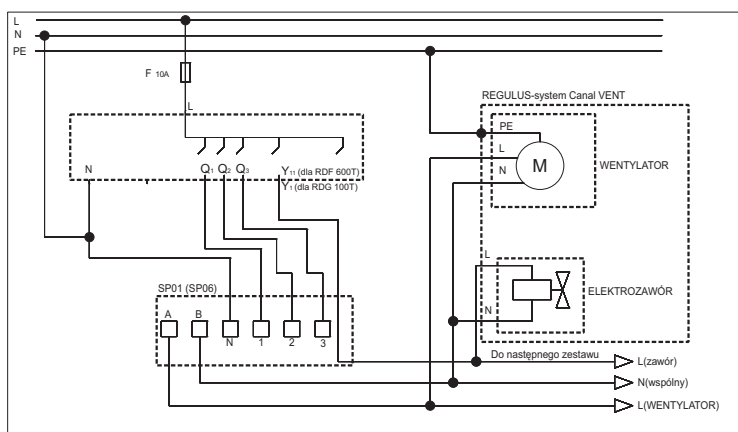 L
N
PE
F 10A
L
REGULUS-system Canal VENT
PE
L
N
M
WENTYLATOR
N
Q1 Q2 Q3
Y11 (dla RDF 600T)
Y1 (dla RDG 100T)
L
N
ELEKTROZAWÓR
SP01 (SP06)
A B
N 1 2 3
Do następnego zestawu
L(zawór)
N(wspólny)
L(WENTYLATOR)